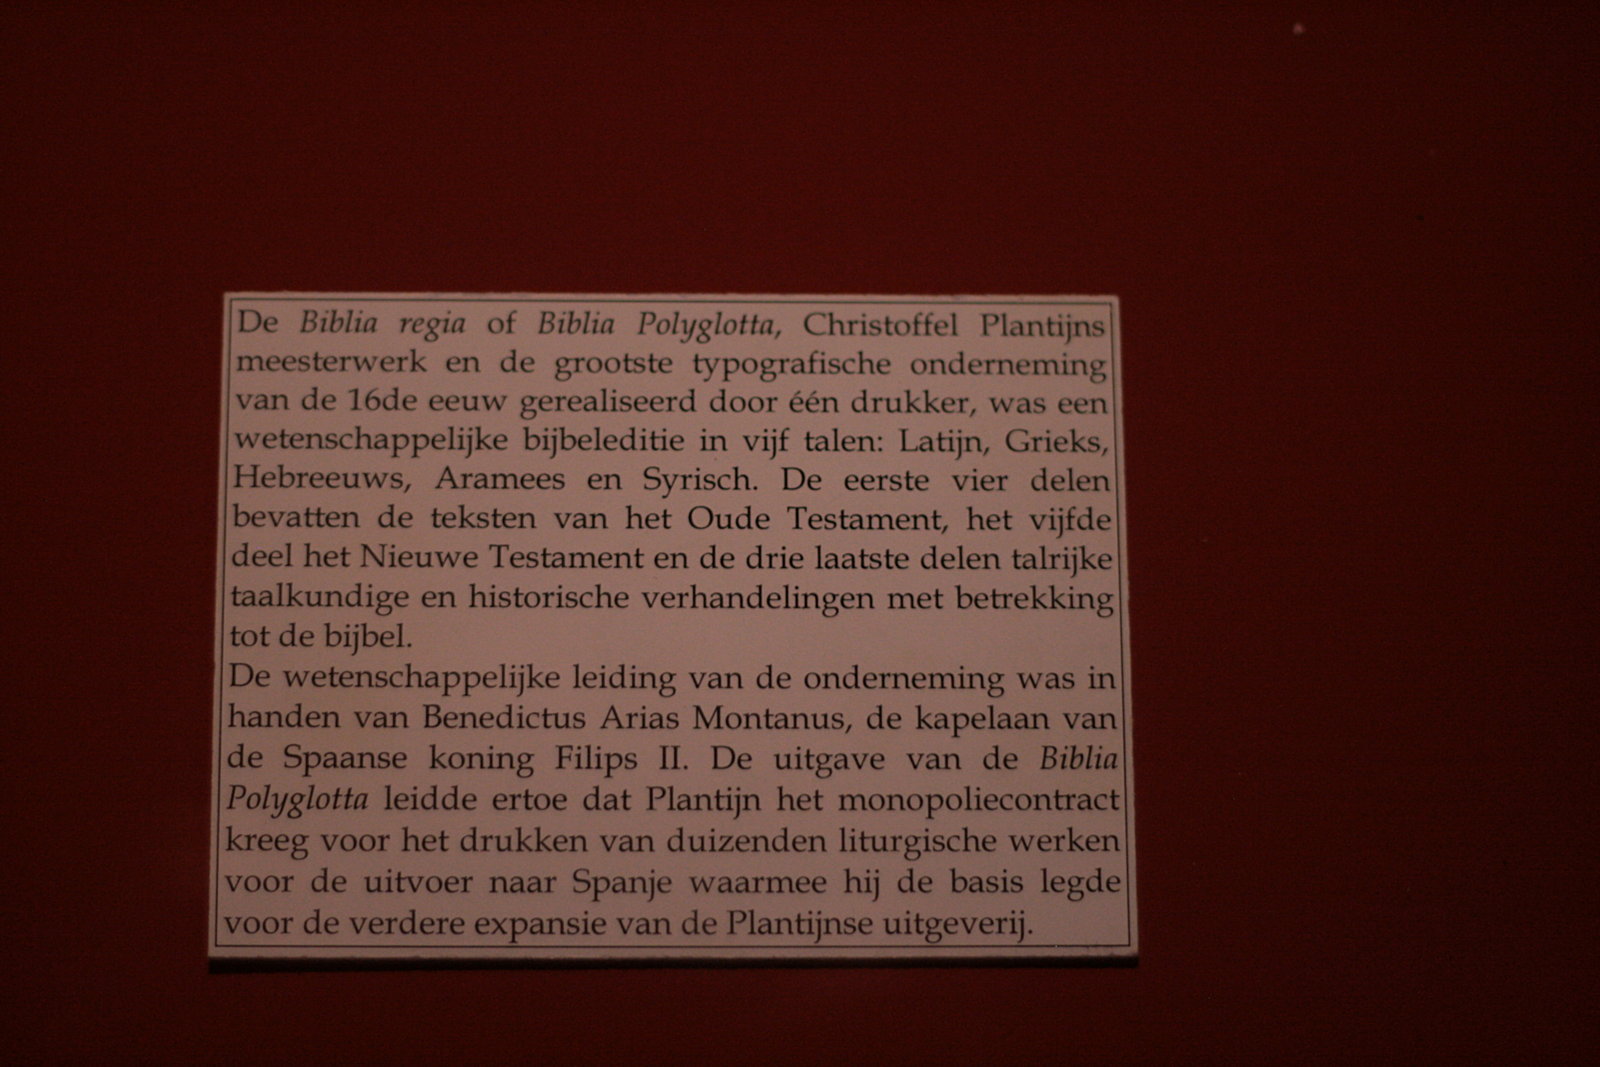 De Biblia regia of Biblia Polyglotta, Christoffel Plantijns
meesterwerk en de grootste typografische onderneming
van de 16de eeuw gerealiseerd door één drukker, was een
wetenschappelijke bijbeleditie in vijf talen: Latijn, Grieks,
Hebreeuws, Aramees en Syrisch. De eerste vier delen
bevatten de teksten van het Oude Testament, het vijfde
deel het Nieuwe Testament en de drie laatste delen talrijke
taalkundige en historische verhandelingen met betrekking
tot de bijbel.
De wetenschappelijke leiding van de onderneming was in
handen van Benedictus Arias Montanus, de kapelaan van
de Spaanse koning Filips II. De uitgave van de Biblia
Polyglotta leidde ertoe dat Plantijn het monopoliecontract
kreeg voor het drukken van duizenden liturgische werken
voor de uitvoer naar Spanje waarmee hij de basis legde
voor de verdere expansie van de Plantijnse uitgeverij.